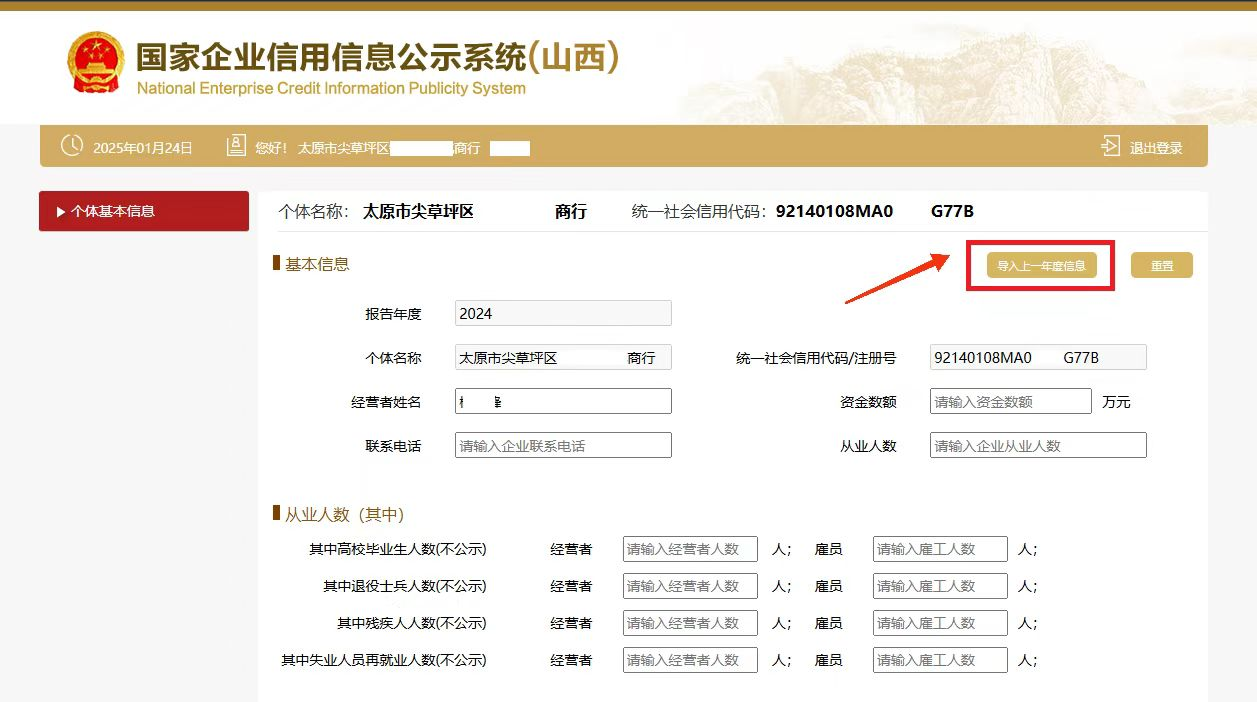 国家企业信用信息公示系统(山西)
National Enterprise Credit Information Publicity System
2025年01月24日 您好! 太原市尖草坪区 商行 退出登录
个体基本信息
个体名称: 太原市尖草坪区 商行 统一社会信用代码: 92140108MA0 G77B
基本信息 导入上一年度信息 重置
报告年度 2024
个体名称 太原市尖草坪区 商行 统一社会信用代码/注册号 92140108MA0 G77B
经营者姓名 资金数额 请输入资金数额 万元
联系电话 请输入企业联系电话 从业人数 请输入企业从业人数
从业人数（其中）
其中高校毕业生人数(不公示) 经营者 请输入经营者人数 人； 雇员 请输入雇工人数 人；
其中退役士兵人数(不公示) 经营者 请输入经营者人数 人； 雇员 请输入雇工人数 人；
其中残疾人人数(不公示) 经营者 请输入经营者人数 人； 雇员 请输入雇工人数 人；
其中失业人员再就业人数(不公示) 经营者 请输入经营者人数 人； 雇员 请输入雇工人数 人；